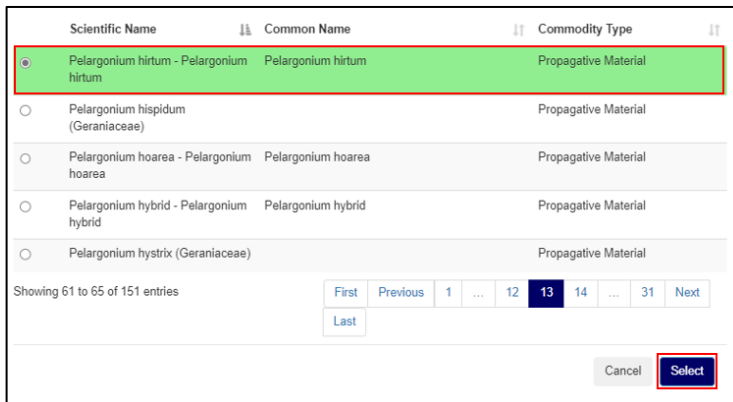 Scientific Name Common Name Commodity Type
Pelargonium hirtum - Pelargonium Pelargonium hirtum Propagative Material
hirtum
Pelargonium hispidum Propagative Material
(Geraniaceae)
Pelargonium hoarea - Pelargonium Pelargonium hoarea Propagative Material
hoarea
Pelargonium hybrid - Pelargonium Pelargonium hybrid Propagative Material
hybrid
Pelargonium hystrix (Geraniaceae) Propagative Material
Showing 61 to 65 of 151 entries First Previous 1 ... 12 13 14 ... 31 Next
Last
Cancel Select